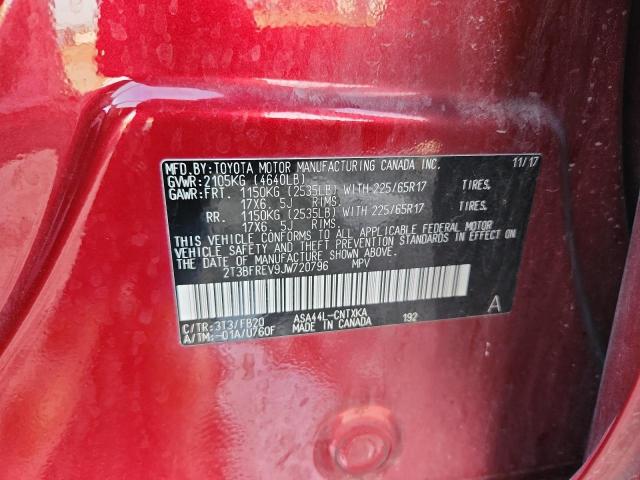 MFD.BY:TOYOTA MOTOR MANUFACTURING CANADA INC. 11/17
GVWR:2105KG (4640LB)
GAWR:FRT. 1150KG (2535LB) WITH 225/65R17 TIRES,
17X6. 5J RIMS
RR. 1150KG (2535LB) WITH 225/65R17 TIRES,
17X6. 5J RIMS
THIS VEHICLE CONFORMS TO ALL APPLICABLE FEDERAL MOTOR
VEHICLE SAFETY AND THEFT PREVENTION STANDARDS IN EFFECT ON
THE DATE OF MANUFACTURE SHOWN ABOVE.
2T3BFREV9JW720796 MPV
C/TR:3T3/FB20 ASA44L-CNTXKA 192 A
A/TM:-01A/U760F MADE IN CANADA